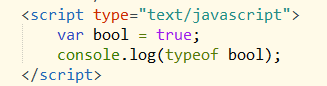 <script type="text/javascript">
    var bool = true;
    console.log(typeof bool);
</script>